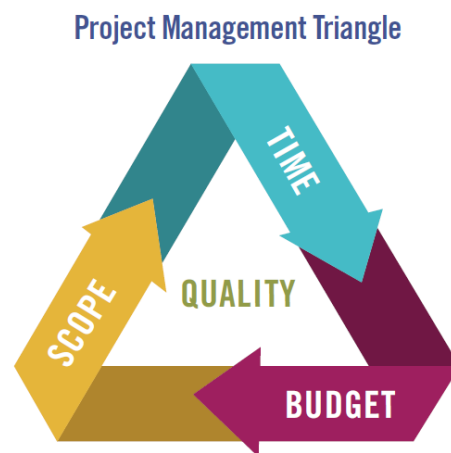 Project Management Triangle
TIME
QUALITY
SCOPE
BUDGET